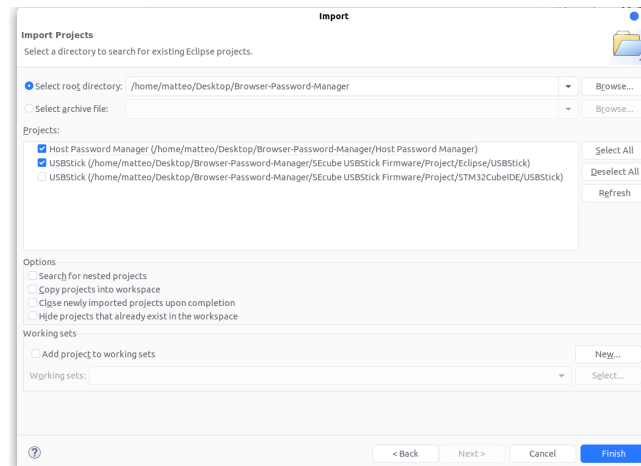 Import
Import Projects
Select a directory to search for existing Eclipse projects.
Select root directory: /home/matteo/Desktop/Browser-Password-Manager Browse...
Select archive file: Browse...
Projects:
Host Password Manager (/home/matteo/Desktop/Browser-Password-Manager/Host Password Manager) Select All
USBStick (/home/matteo/Desktop/Browser-Password-Manager/SEcube USBStick Firmware/Project/Eclipse/USBStick) Deselect All
USBStick (/home/matteo/Desktop/Browser-Password-Manager/SEcube USBStick Firmware/Project/STM32CubeIDE/USBStick) Refresh
Options
Search for nested projects
Copy projects into workspace
Close newly imported projects upon completion
Hide projects that already exist in the workspace
Working sets
Add project to working sets New...
Working sets: Select...
? < Back Next > Cancel Finish